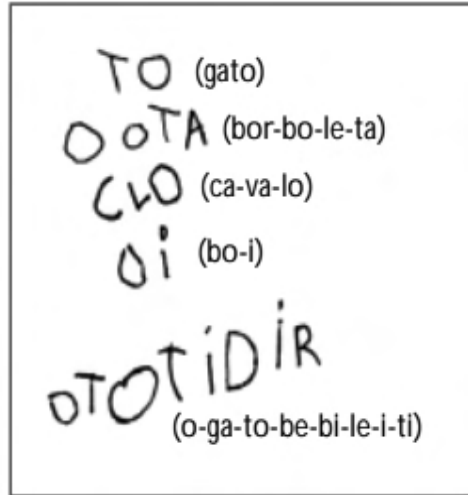 TO (gato)
OOTA (bor-bo-le-ta)
CLO (ca-va-lo)
Oi (bo-i)
OTOTiDiR
(o-ga-to-be-bi-le-i-ti)